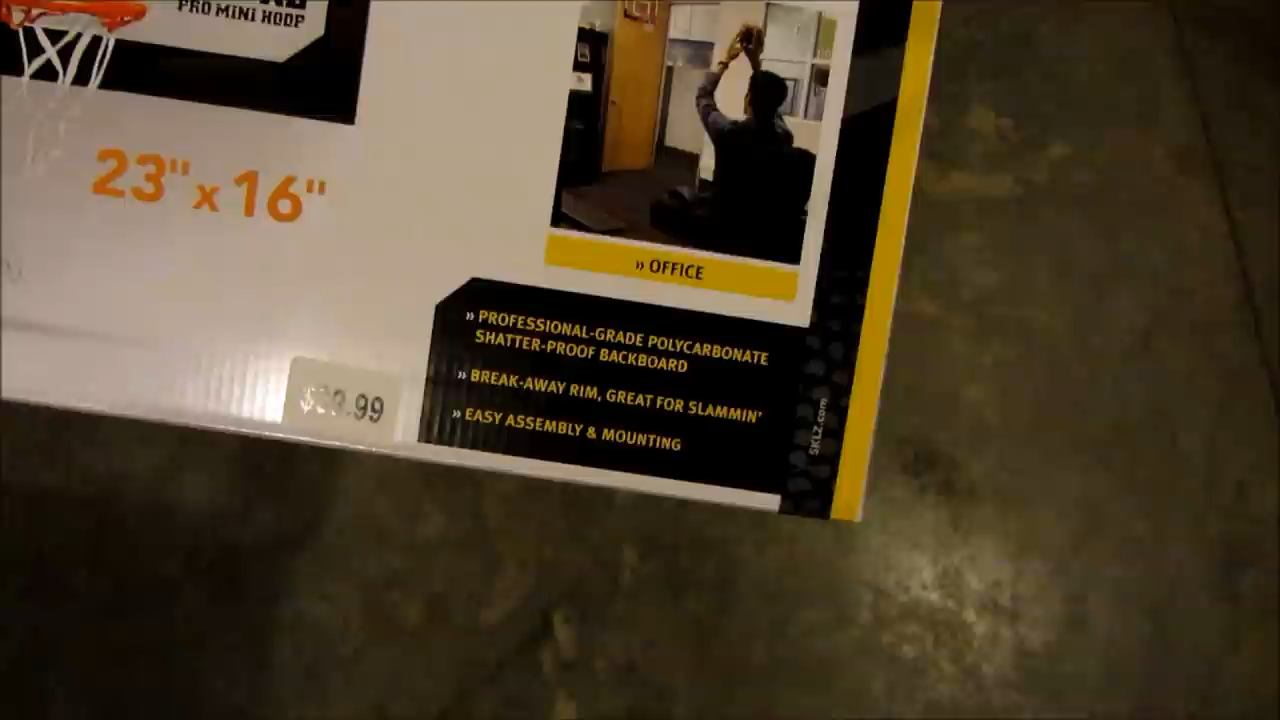 PRO MINI HOOP
23" x 16"
» OFFICE
» PROFESSIONAL-GRADE POLYCARBONATE
SHATTER-PROOF BACKBOARD
» BREAK-AWAY RIM, GREAT FOR SLAMMIN'
» EASY ASSEMBLY & MOUNTING
SKLZ.com